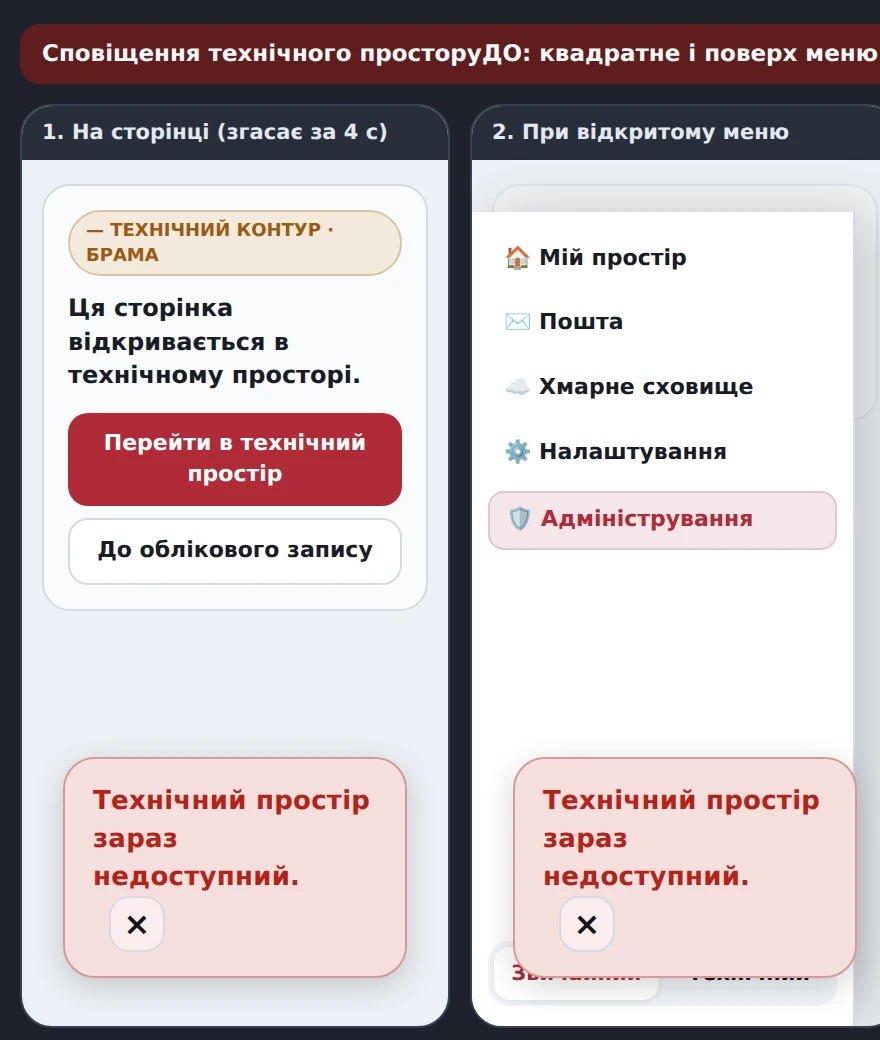 Сповіщення технічного просторуДО: квадратне і поверх меню
1. На сторінці (згасає за 4 с)
— ТЕХНІЧНИЙ КОНТУР ·
БРАМА
Ця сторінка
відкривається в
технічному просторі.
Перейти в технічний
простір
До облікового запису
Технічний простір
зараз
недоступний.
✕
2. При відкритому меню
🏠 Мій простір
✉️ Пошта
☁️ Хмарне сховище
⚙️ Налаштування
🛡️ Адміністрування
Технічний простір
зараз
недоступний.
✕